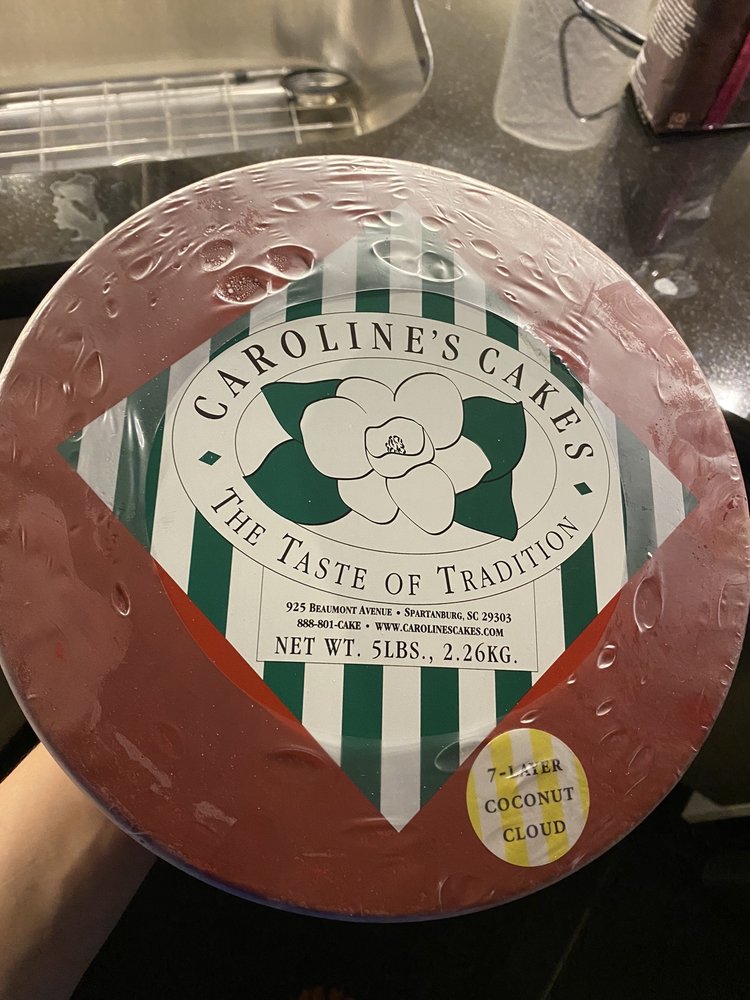 CAROLINE'S CAKES
THE TASTE OF TRADITION
925 BEAUMONT AVENUE • SPARTANBURG, SC 29303
888-801-CAKE • WWW.CAROLINESCAKES.COM
NET WT. 5LBS., 2.26KG.
7-LAYER
COCONUT
CLOUD